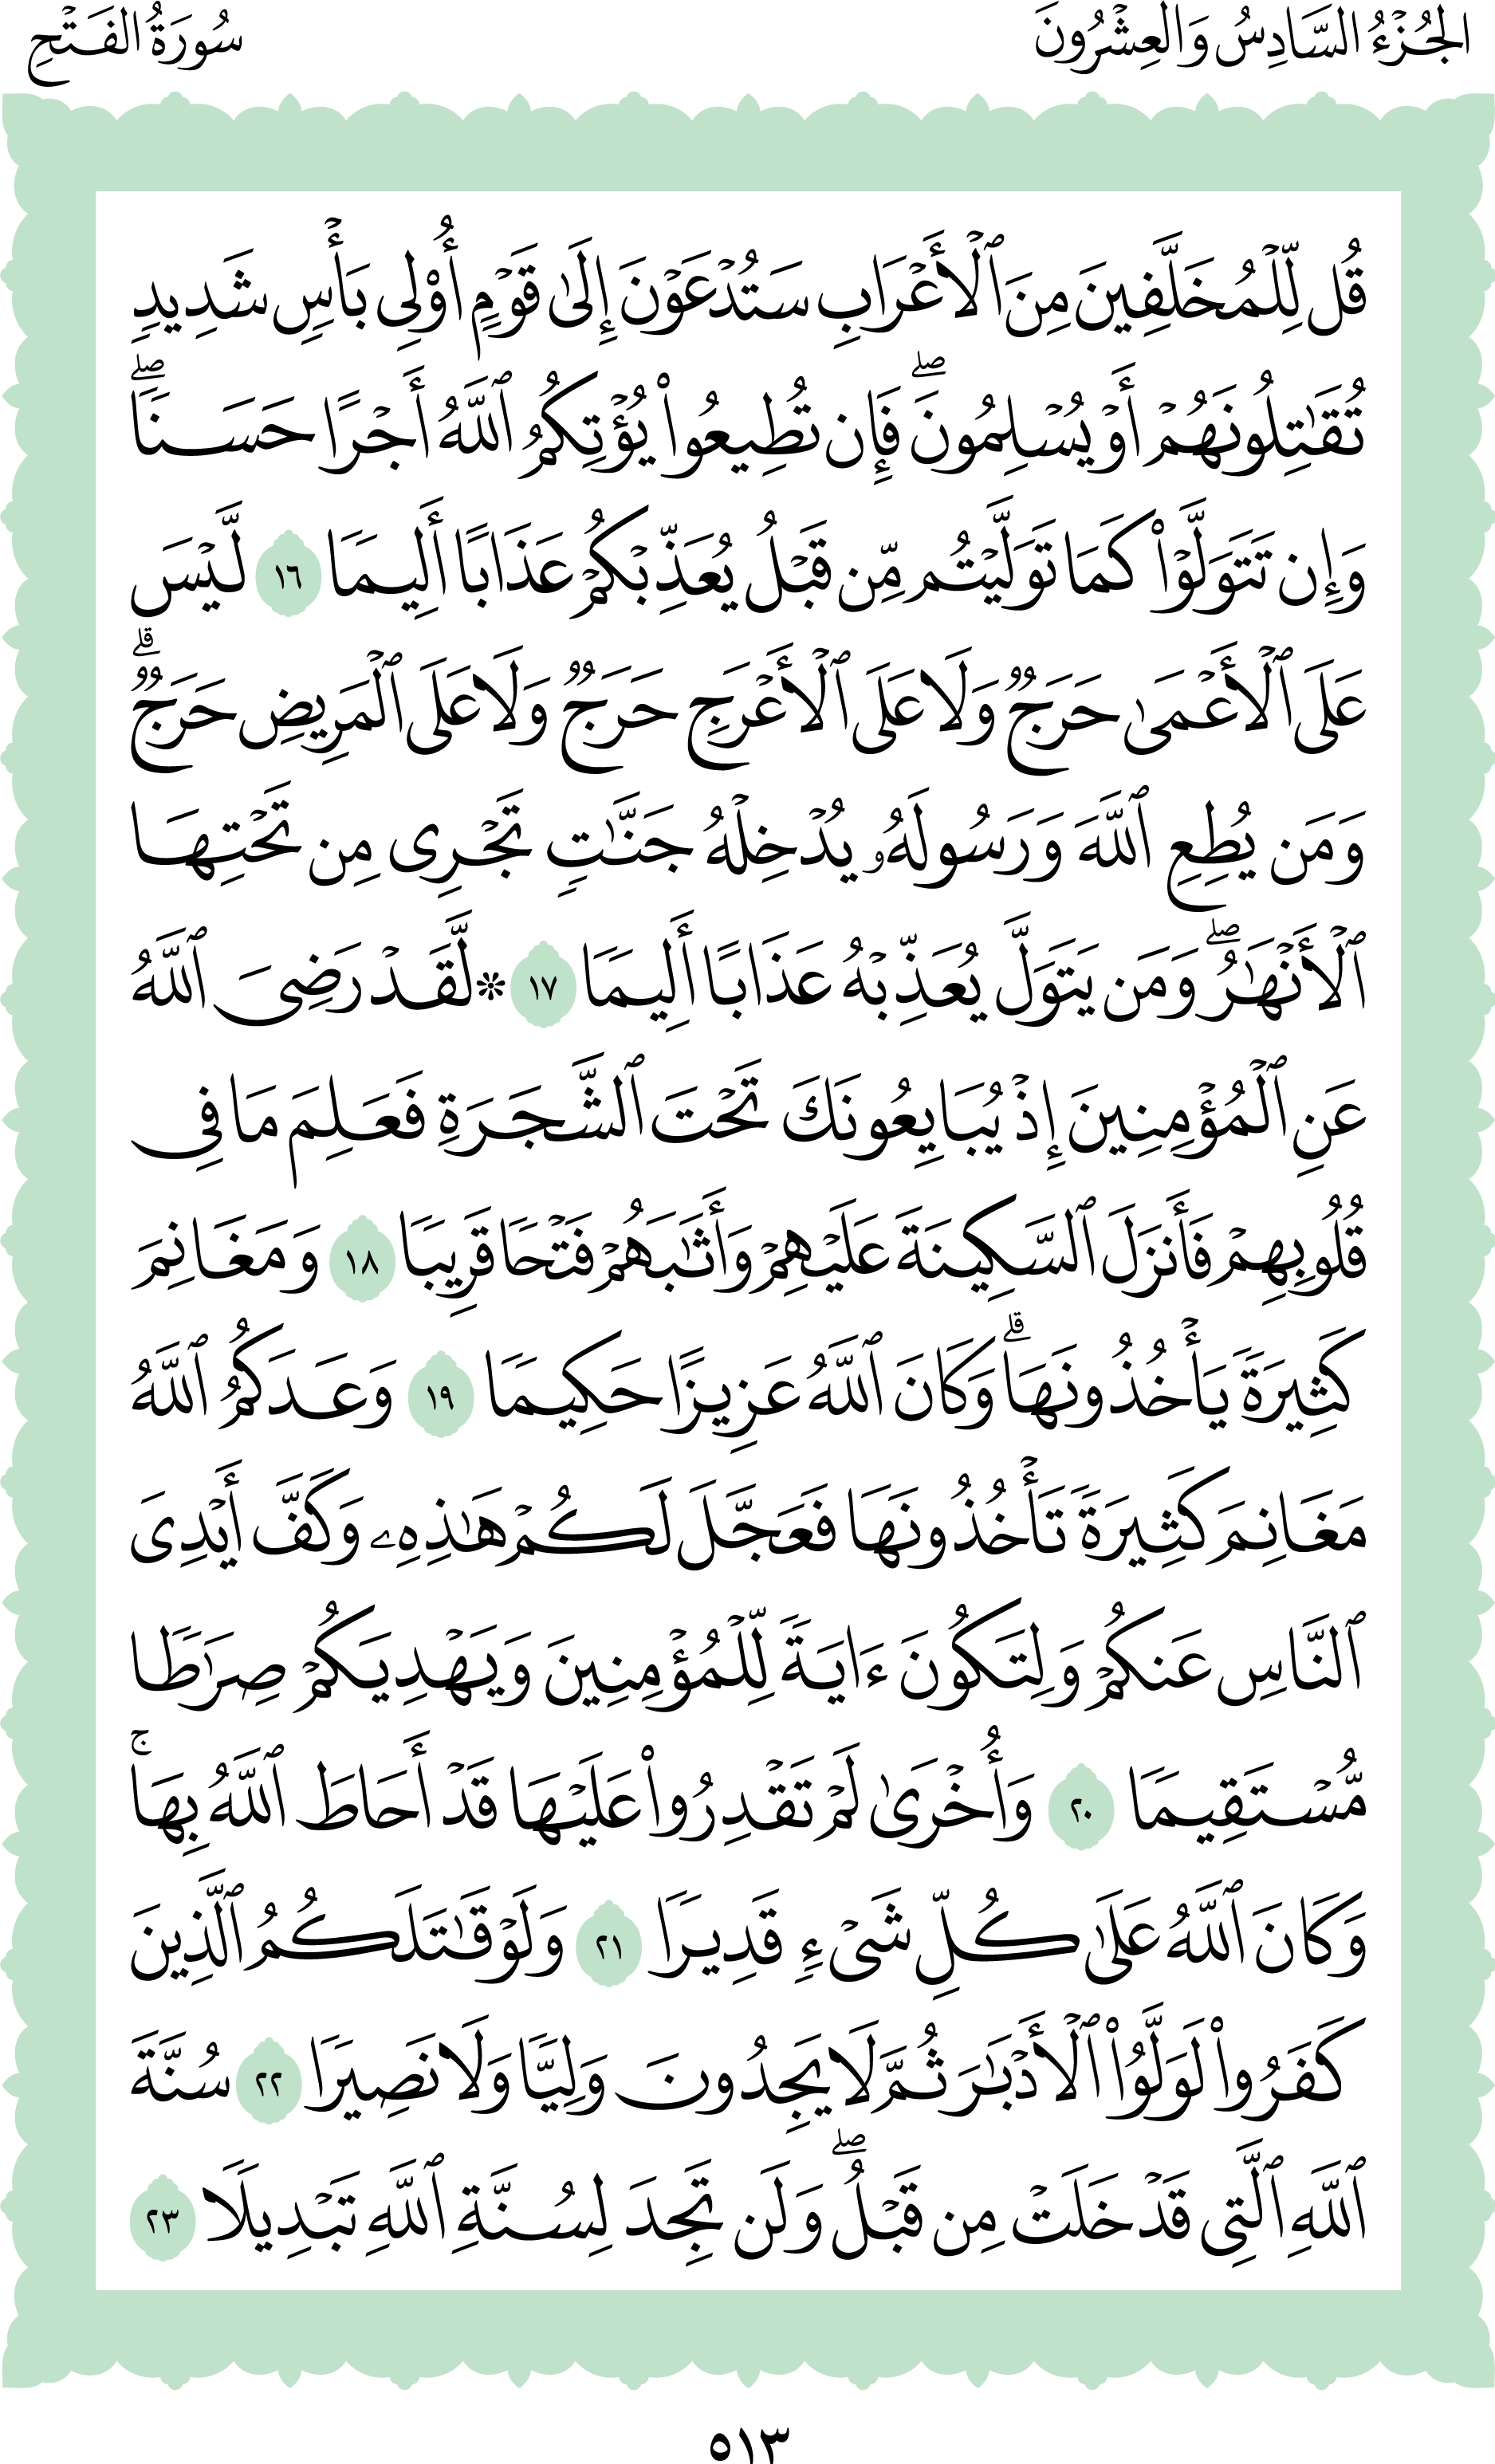 الجُزْءُ السَّادِسُ وَالعِشْرُونَ
سُورَةُ الفَتْحِ
قُل لِّلْمُخَلَّفِينَ مِنَ ٱلْأَعْرَابِ سَتُدْعَوْنَ إِلَىٰ قَوْمٍ أُو۟لِى بَأْسٍ شَدِيدٍ
تُقَـٰتِلُونَهُمْ أَوْ يُسْلِمُونَ ۖ فَإِن تُطِيعُوا۟ يُؤْتِكُمُ ٱللَّهُ أَجْرًا حَسَنًا ۖ
وَإِن تَتَوَلَّوْا۟ كَمَا تَوَلَّيْتُم مِّن قَبْلُ يُعَذِّبْكُمْ عَذَابًا أَلِيمًا ١٦ لَّيْسَ
عَلَى ٱلْأَعْمَىٰ حَرَجٌ وَلَا عَلَى ٱلْأَعْرَجِ حَرَجٌ وَلَا عَلَى ٱلْمَرِيضِ حَرَجٌ ۗ
وَمَن يُطِعِ ٱللَّهَ وَرَسُولَهُۥ يُدْخِلْهُ جَنَّـٰتٍ تَجْرِى مِن تَحْتِهَا
ٱلْأَنْهَـٰرُ ۖ وَمَن يَتَوَلَّ يُعَذِّبْهُ عَذَابًا أَلِيمًا ١٧ ۞ لَّقَدْ رَضِىَ ٱللَّهُ
عَنِ ٱلْمُؤْمِنِينَ إِذْ يُبَايِعُونَكَ تَحْتَ ٱلشَّجَرَةِ فَعَلِمَ مَا فِى
قُلُوبِهِمْ فَأَنزَلَ ٱلسَّكِينَةَ عَلَيْهِمْ وَأَثَـٰبَهُمْ فَتْحًا قَرِيبًا ١٨ وَمَغَانِمَ
كَثِيرَةً يَأْخُذُونَهَا ۗ وَكَانَ ٱللَّهُ عَزِيزًا حَكِيمًا ١٩ وَعَدَكُمُ ٱللَّهُ
مَغَانِمَ كَثِيرَةً تَأْخُذُونَهَا فَعَجَّلَ لَكُمْ هَـٰذِهِۦ وَكَفَّ أَيْدِىَ
ٱلنَّاسِ عَنكُمْ وَلِتَكُونَ ءَايَةً لِّلْمُؤْمِنِينَ وَيَهْدِيَكُمْ صِرَٰطًا
مُّسْتَقِيمًا ٢٠ وَأُخْرَىٰ لَمْ تَقْدِرُوا۟ عَلَيْهَا قَدْ أَحَاطَ ٱللَّهُ بِهَا ۚ
وَكَانَ ٱللَّهُ عَلَىٰ كُلِّ شَىْءٍ قَدِيرًا ٢١ وَلَوْ قَـٰتَلَكُمُ ٱلَّذِينَ
كَفَرُوا۟ لَوَلَّوُا۟ ٱلْأَدْبَـٰرَ ثُمَّ لَا يَجِدُونَ وَلِيًّا وَلَا نَصِيرًا ٢٢ سُنَّةَ
ٱللَّهِ ٱلَّتِى قَدْ خَلَتْ مِن قَبْلُ ۖ وَلَن تَجِدَ لِسُنَّةِ ٱللَّهِ تَبْدِيلًا ٢٣
٥١٣